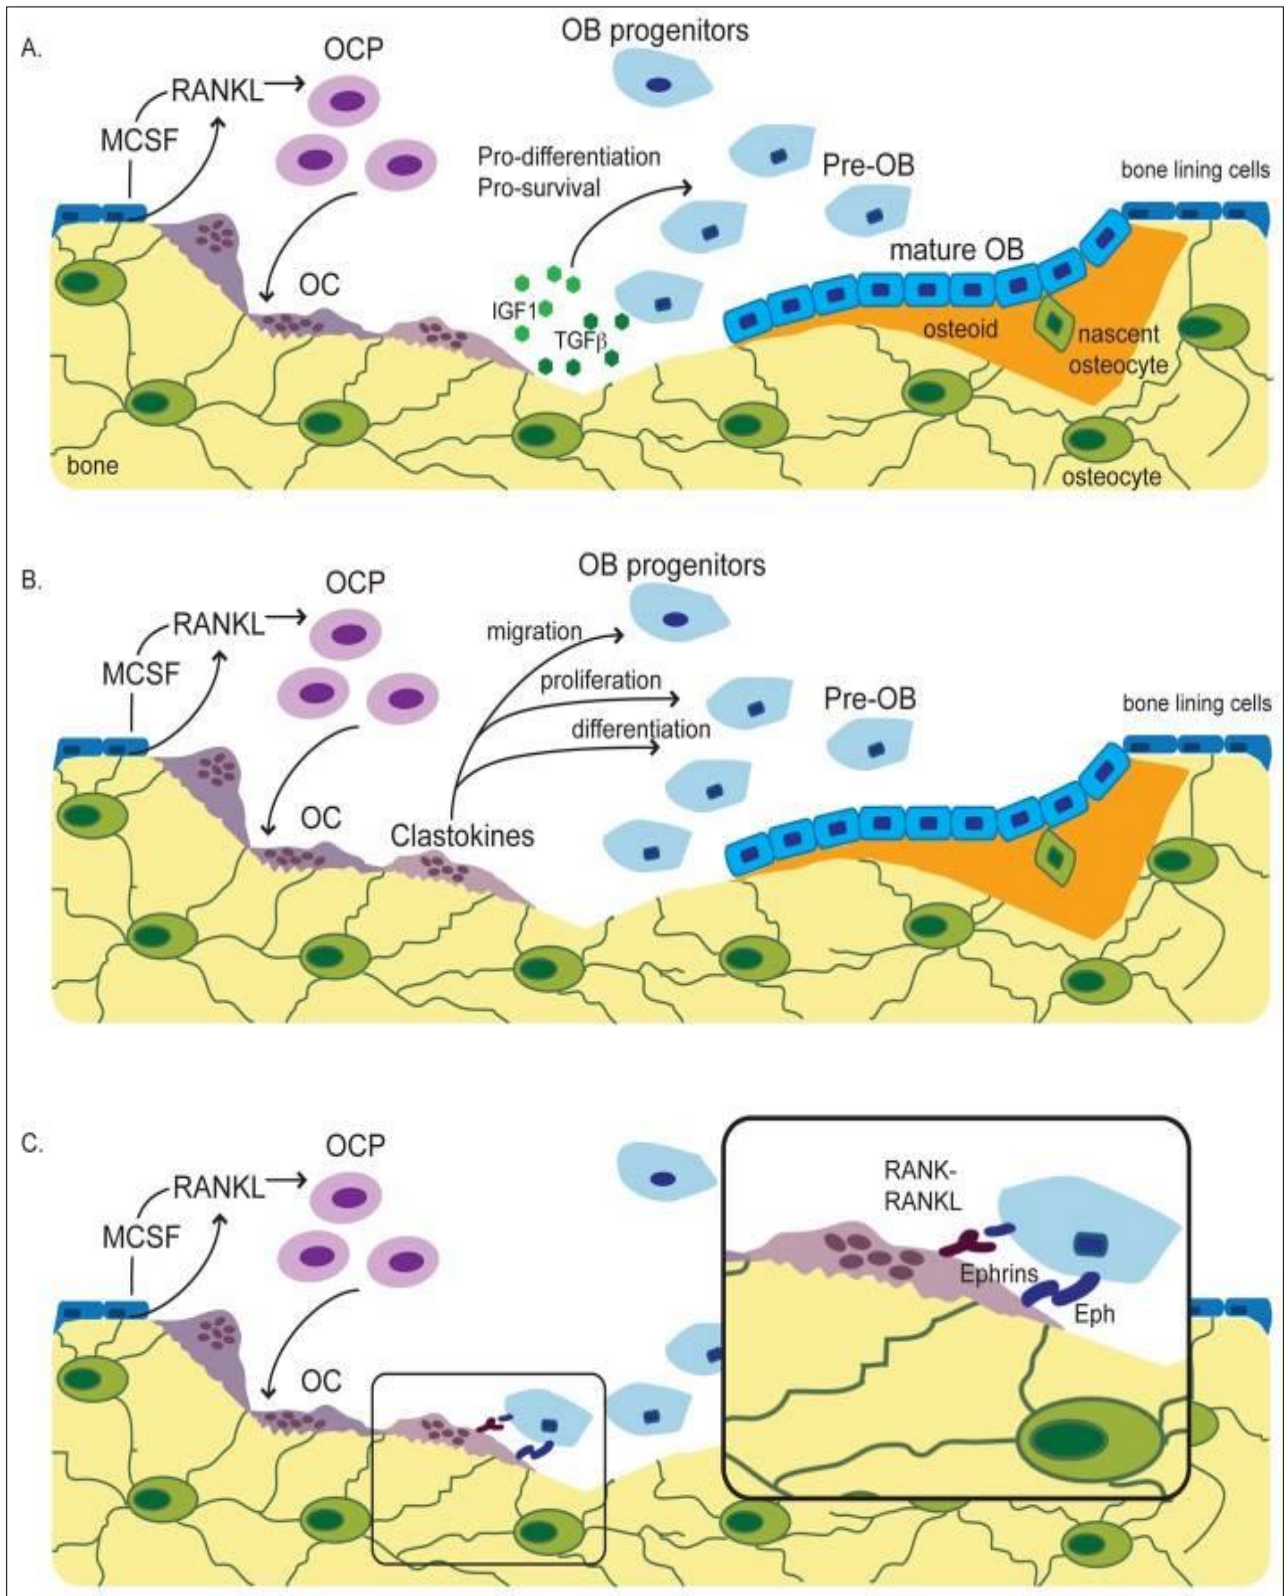 A.
OB progenitors
OCP
RANKL
MCSF
Pro-differentiation
Pro-survival
Pre-OB
bone lining cells
mature OB
OC
IGF1
TGFβ
osteoid
nascent
osteocyte
bone
osteocyte
B.
OB progenitors
OCP
RANKL
migration
MCSF
proliferation
Pre-OB
bone lining cells
differentiation
OC
Clastokines
C.
OCP
RANKL
MCSF
OC
RANK-
RANKL
Ephrins
Eph